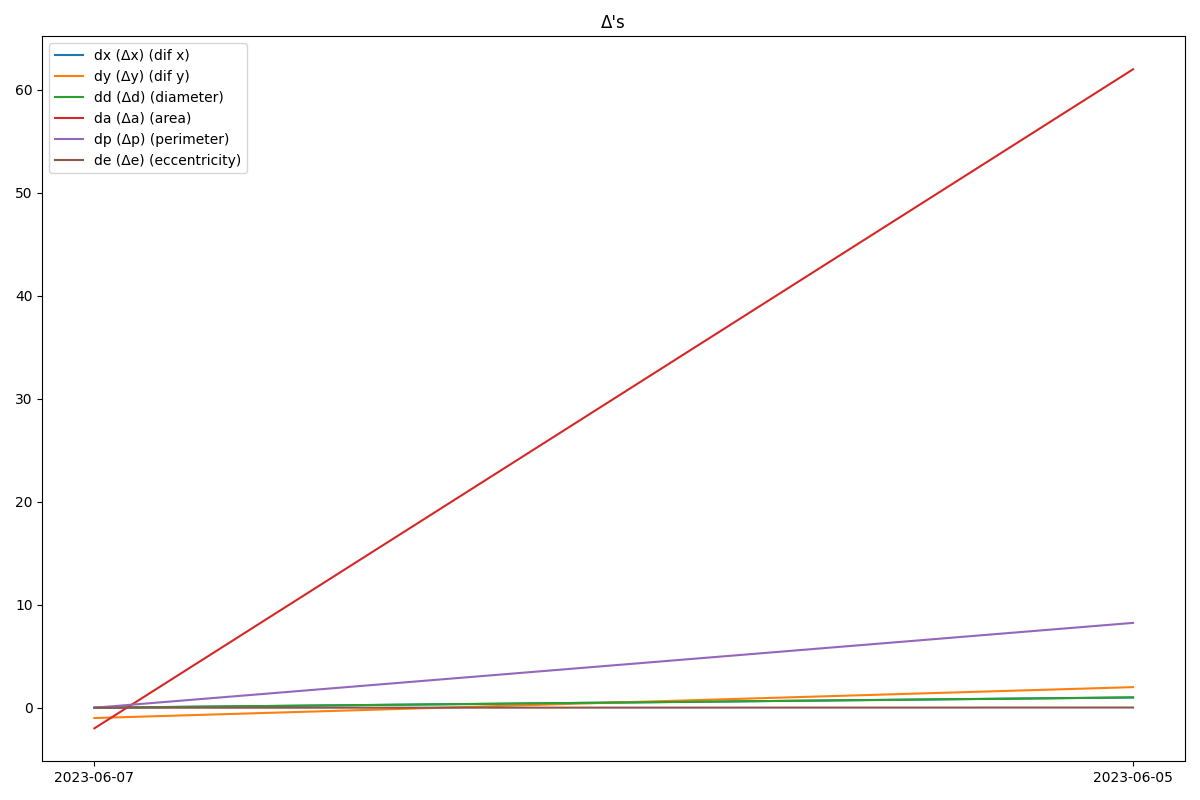 Δ's
dx (Δx) (dif x)
dy (Δy) (dif y)
dd (Δd) (diameter)
da (Δa) (area)
dp (Δp) (perimeter)
de (Δe) (eccentricity)
60
50
40
30
20
10
0
2023-06-07 2023-06-05